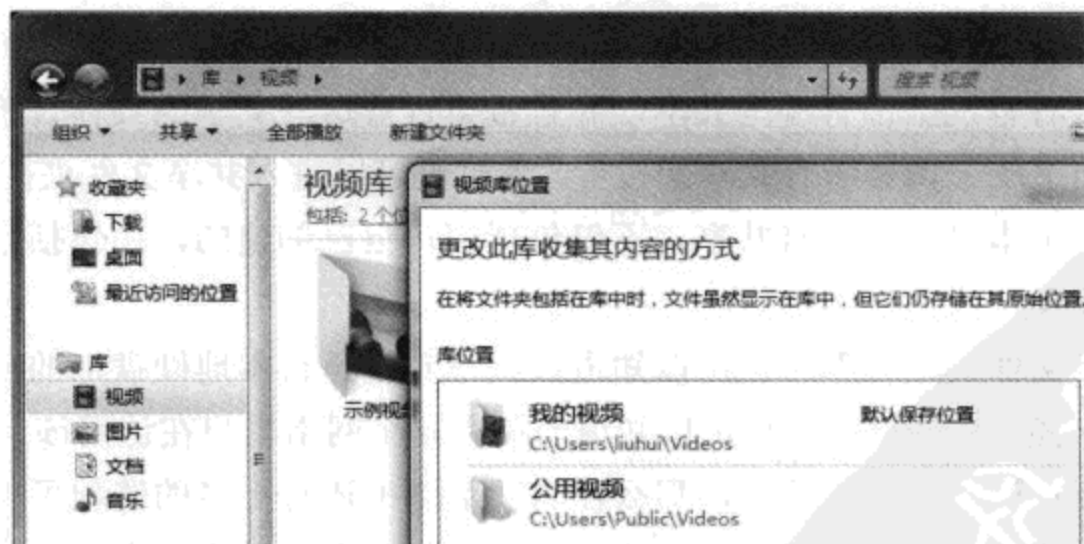 库 视频
搜索 视频
组织 共享 全部播放 新建文件夹
收藏夹
下载
桌面
最近访问的位置
库
视频
图片
文档
音乐
视频库
包括: 2个
示例视频
视频库位置
更改此库收集其内容的方式
在将文件夹包括在库中时，文件虽然显示在库中，但它们仍存储在其原始位置。
库位置
我的视频 默认保存位置
C:\Users\liuhui\Videos
公用视频
C:\Users\Public\Videos